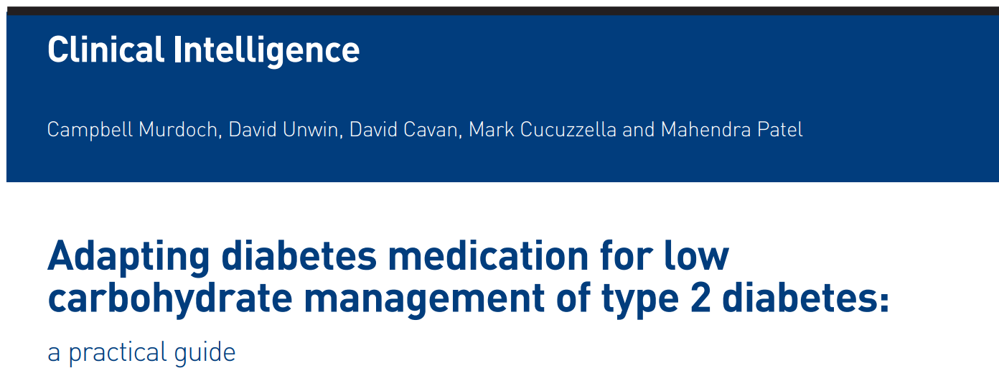 Clinical Intelligence
Campbell Murdoch, David Unwin, David Cavan, Mark Cucuzzella and Mahendra Patel
Adapting diabetes medication for low
carbohydrate management of type 2 diabetes:
a practical guide